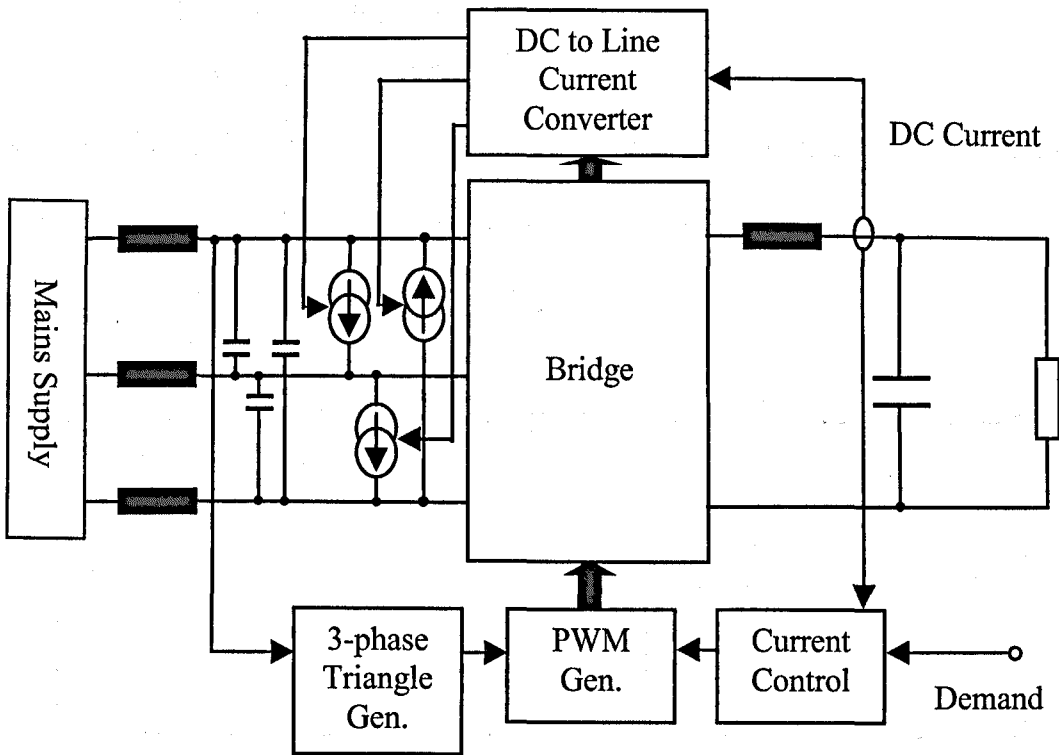 DC to Line
Current
Converter
DC Current
Mains Supply
Bridge
3-phase
Triangle
Gen.
PWM
Gen.
Current
Control
Demand